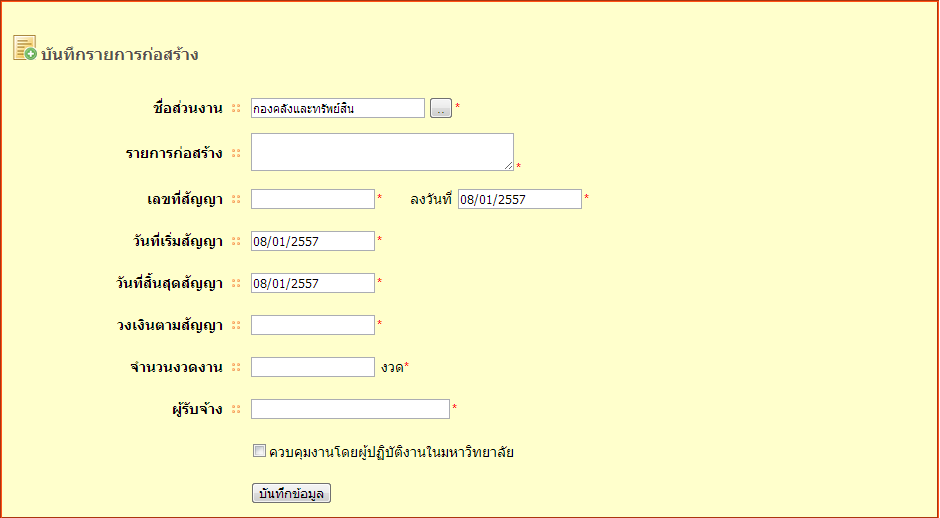 บันทึกรายการก่อสร้าง
ชื่อส่วนงาน :: กองคลังและทรัพย์สิน .. *
รายการก่อสร้าง :: *
เลขที่สัญญา :: * ลงวันที่ 08/01/2557 *
วันที่เริ่มสัญญา :: 08/01/2557 *
วันที่สิ้นสุดสัญญา :: 08/01/2557 *
วงเงินตามสัญญา :: *
จำนวนงวดงาน :: งวด*
ผู้รับจ้าง :: *
ควบคุมงานโดยผู้ปฏิบัติงานในมหาวิทยาลัย
บันทึกข้อมูล